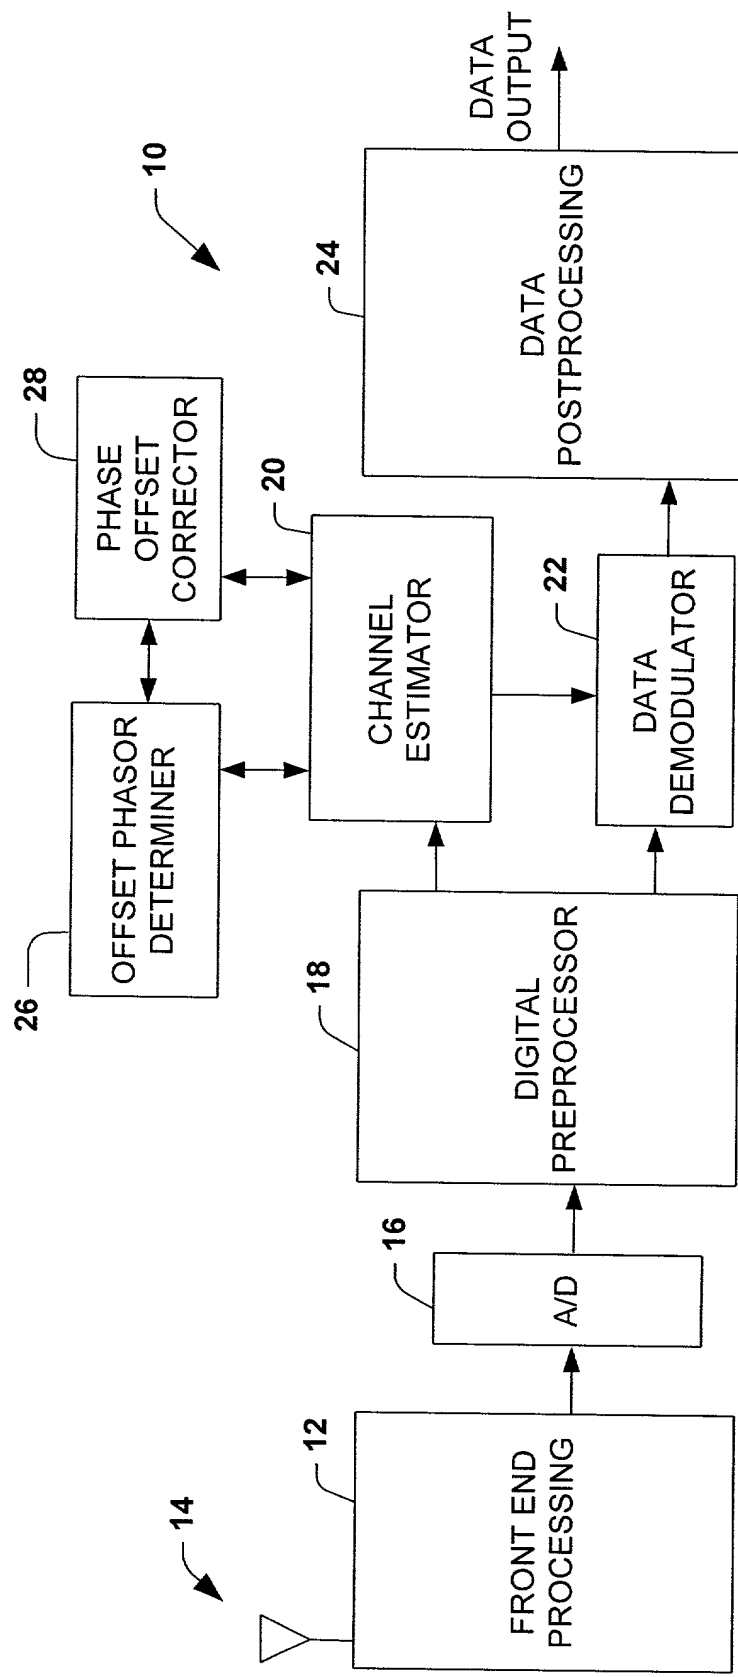 10
28
PHASE
OFFSET
CORRECTOR
26
OFFSET PHASOR
DETERMINER
20
CHANNEL
ESTIMATOR
14
12
FRONT END
PROCESSING
16
A/D
18
DIGITAL
PREPROCESSOR
22
DATA
DEMODULATOR
24
DATA
POSTPROCESSING
DATA
OUTPUT